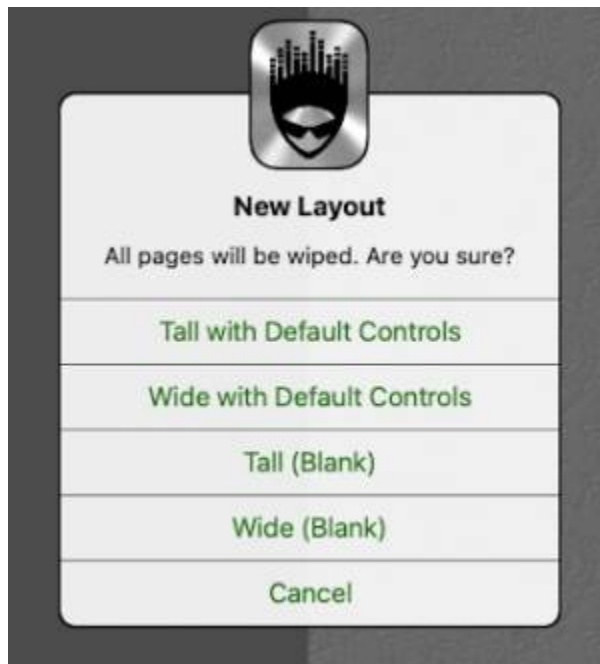 New Layout
All pages will be wiped. Are you sure?
Tall with Default Controls
Wide with Default Controls
Tall (Blank)
Wide (Blank)
Cancel